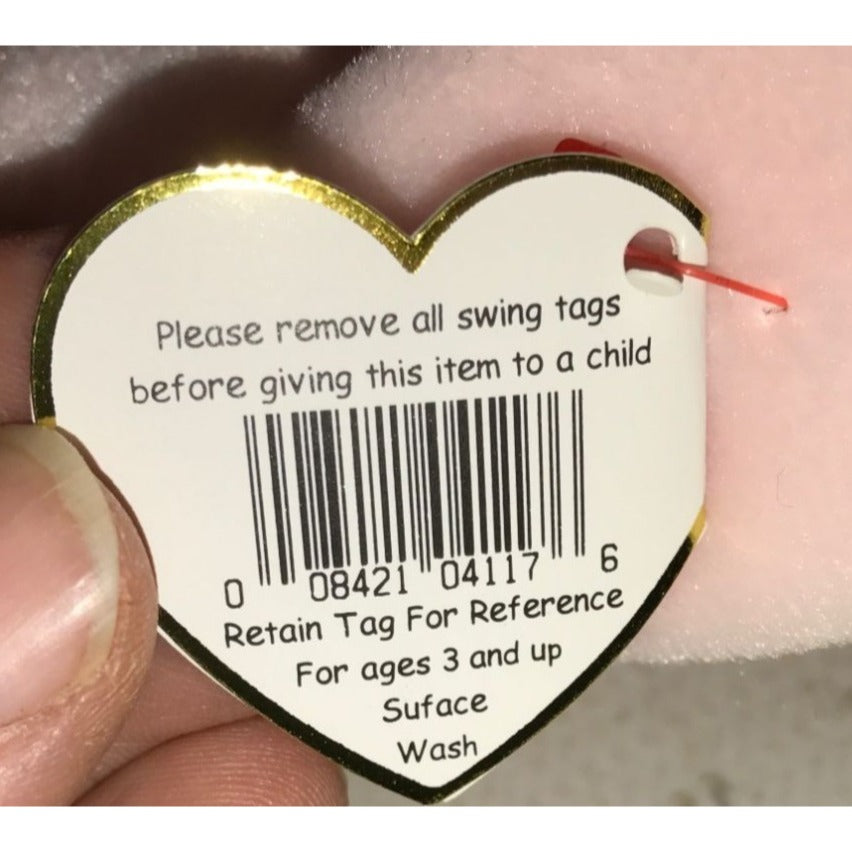 Please remove all swing tags
before giving this item to a child
0 08421 04117 6
Retain Tag For Reference
For ages 3 and up
Suface
Wash